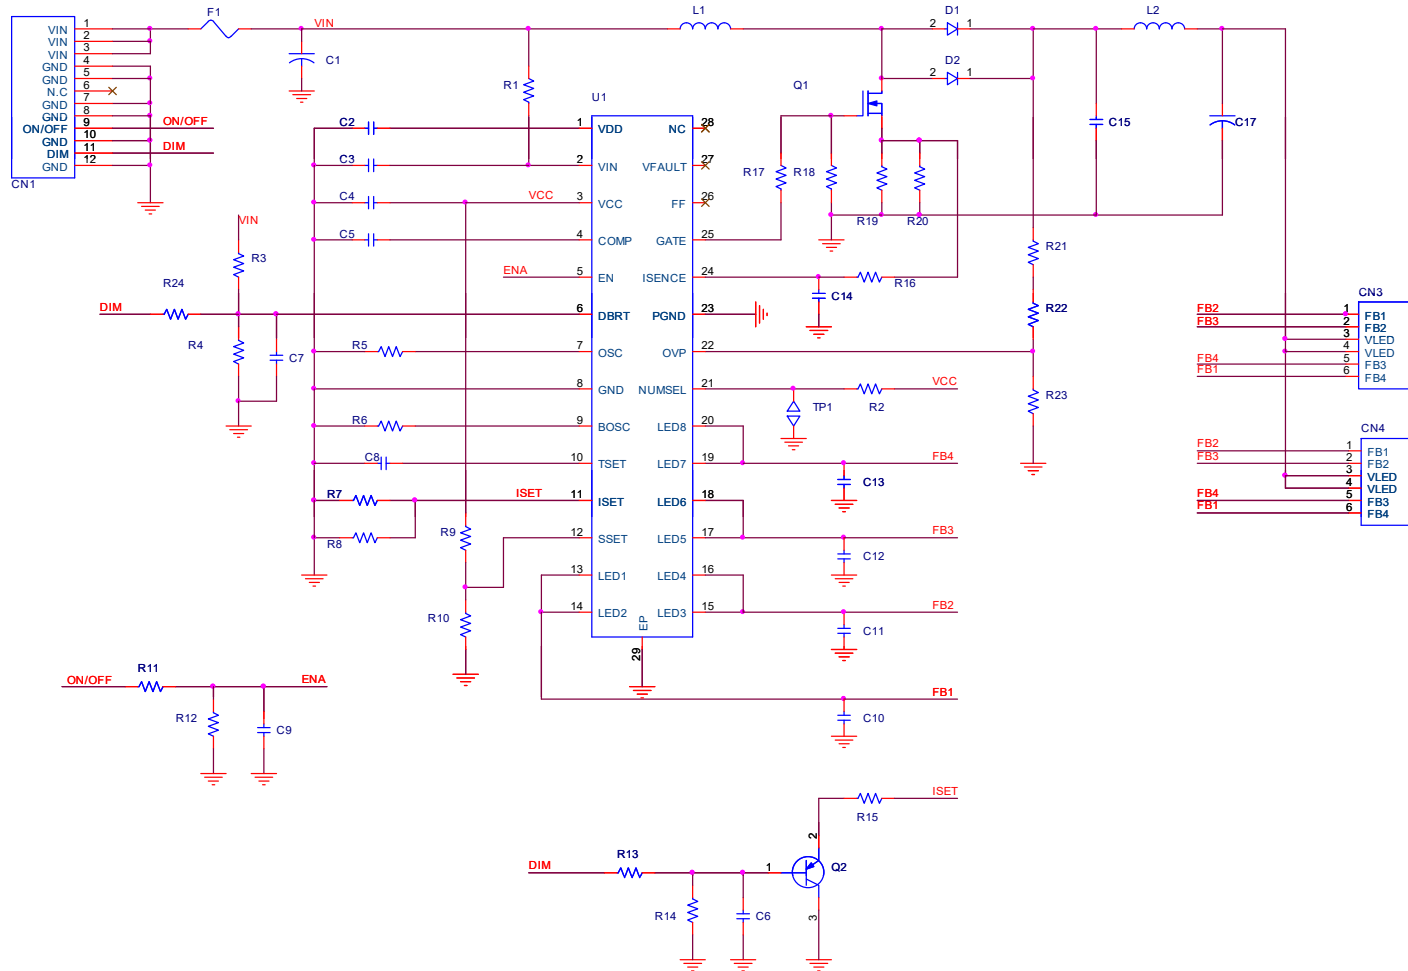 F1
VIN
L1
D1
2 1
L2
VIN 1
VIN 2
VIN 3
GND 4
GND 5
N.C 6
GND 7
GND 8
ON/OFF 9 ON/OFF
GND 10
DIM 11 DIM
GND 12
CN1
C1
R1
D2
2 1
Q1
U1
C15
C17
R17
R18
R19
R20
C2 1 VDD
C3 2 VIN
C4 VCC 3 VCC
C5 4 COMP
ENA 5 EN
6 DBRT
R5 7 OSC
8 GND
R6 9 BOSC
C8 10 TSET
R7 ISET 11 ISET
R8 12 SSET
13 LED1
14 LED2
NC 28
VFAULT 27
FF 26
GATE 25
ISENCE 24
PGND 23
OVP 22
NUMSEL 21
LED8 20
LED7 19
LED6 18
LED5 17
LED4 16
LED3 15
EP
29
VIN
R3
R24
DIM
R4
C7
R9
R10
R16
C14
R21
R22
R23
VCC
R2
TP1
FB4
C13
FB3
C12
FB2
C11
FB1
C10
CN3
FB2 1 FB1
FB3 2 FB2
3 VLED
4 VLED
FB4 5 FB3
FB1 6 FB4
CN4
FB2 1 FB1
FB3 2 FB2
3 VLED
4 VLED
FB4 5 FB3
FB1 6 FB4
R11
ON/OFF ENA
R12
C9
ISET
R15
2
R13
DIM 1 Q2
R14
C6
3